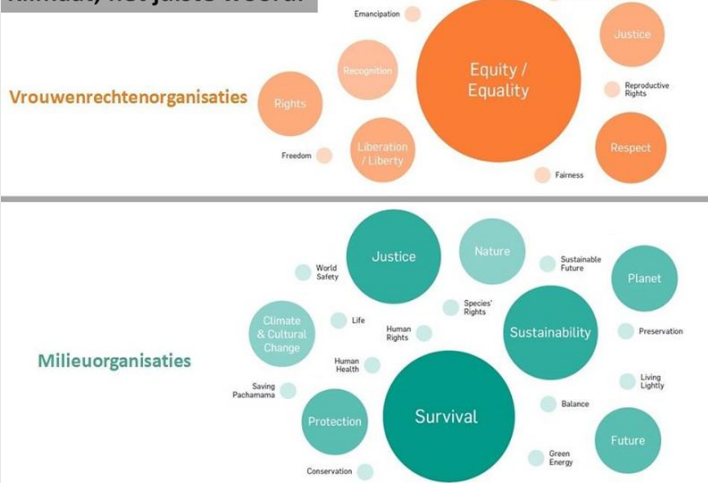 Emancipation
Equity /
Equality
Justice
Recognition
Vrouwenrechtenorganisaties
Rights
Reproductive
Rights
Freedom
Liberation
/ Liberty
Respect
Fairness
Justice
Nature
World
Safety
Sustainable
Future
Planet
Species'
Rights
Climate
& Cultural
Change
Life
Human
Rights
Sustainability
Preservation
Milieuorganisaties
Human
Health
Living
Lightly
Saving
Pachamama
Balance
Protection
Survival
Future
Green
Energy
Conservation